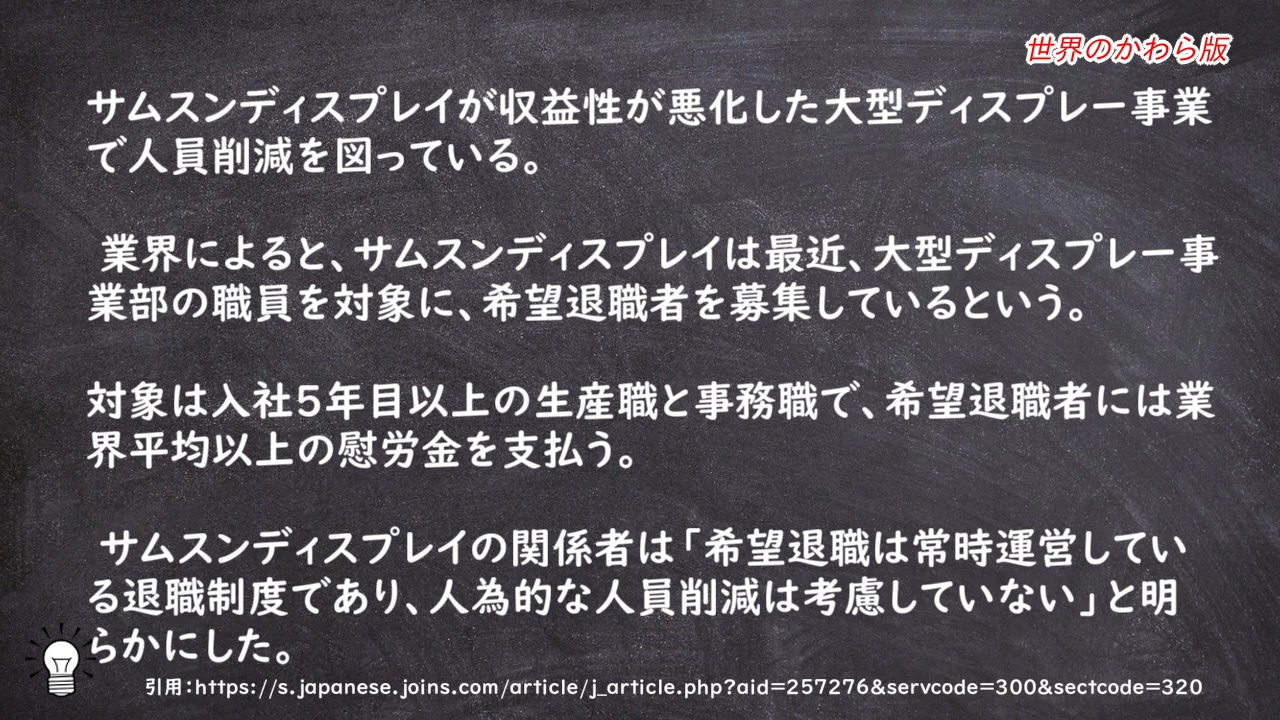 世界のかわら版
サムスンディスプレイが収益性が悪化した大型ディスプレー事業
で人員削減を図っている。
業界によると、サムスンディスプレイは最近、大型ディスプレー事
業部の職員を対象に、希望退職者を募集しているという。
対象は入社5年目以上の生産職と事務職で、希望退職者には業
界平均以上の慰労金を支払う。
サムスンディスプレイの関係者は「希望退職は常時運営してい
る退職制度であり、人為的な人員削減は考慮していない」と明
らかにした。
引用：https://s.japanese.joins.com/article/j_article.php?aid=257276&servcode=300&sectcode=320